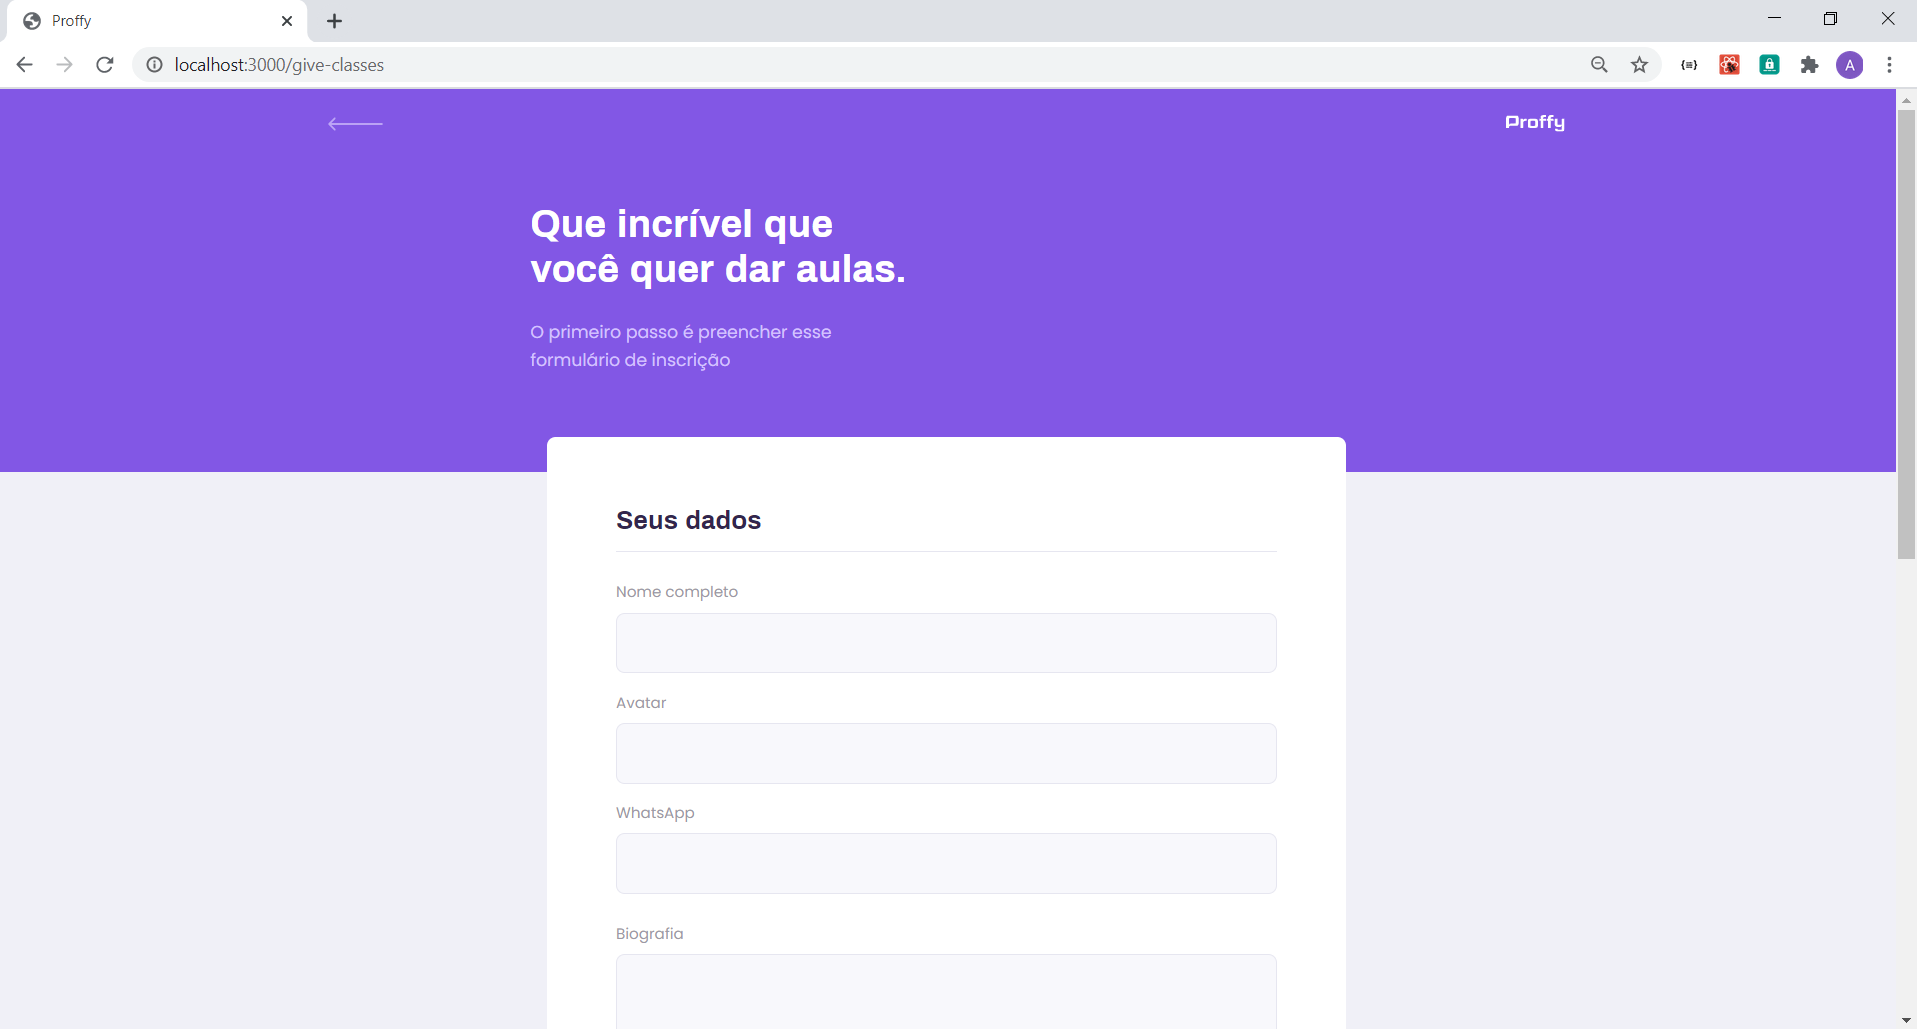 Proffy
localhost:3000/give-classes
A
Proffy
Que incrível que
você quer dar aulas.
O primeiro passo é preencher esse
formulário de inscrição
Seus dados
Nome completo
Avatar
WhatsApp
Biografia